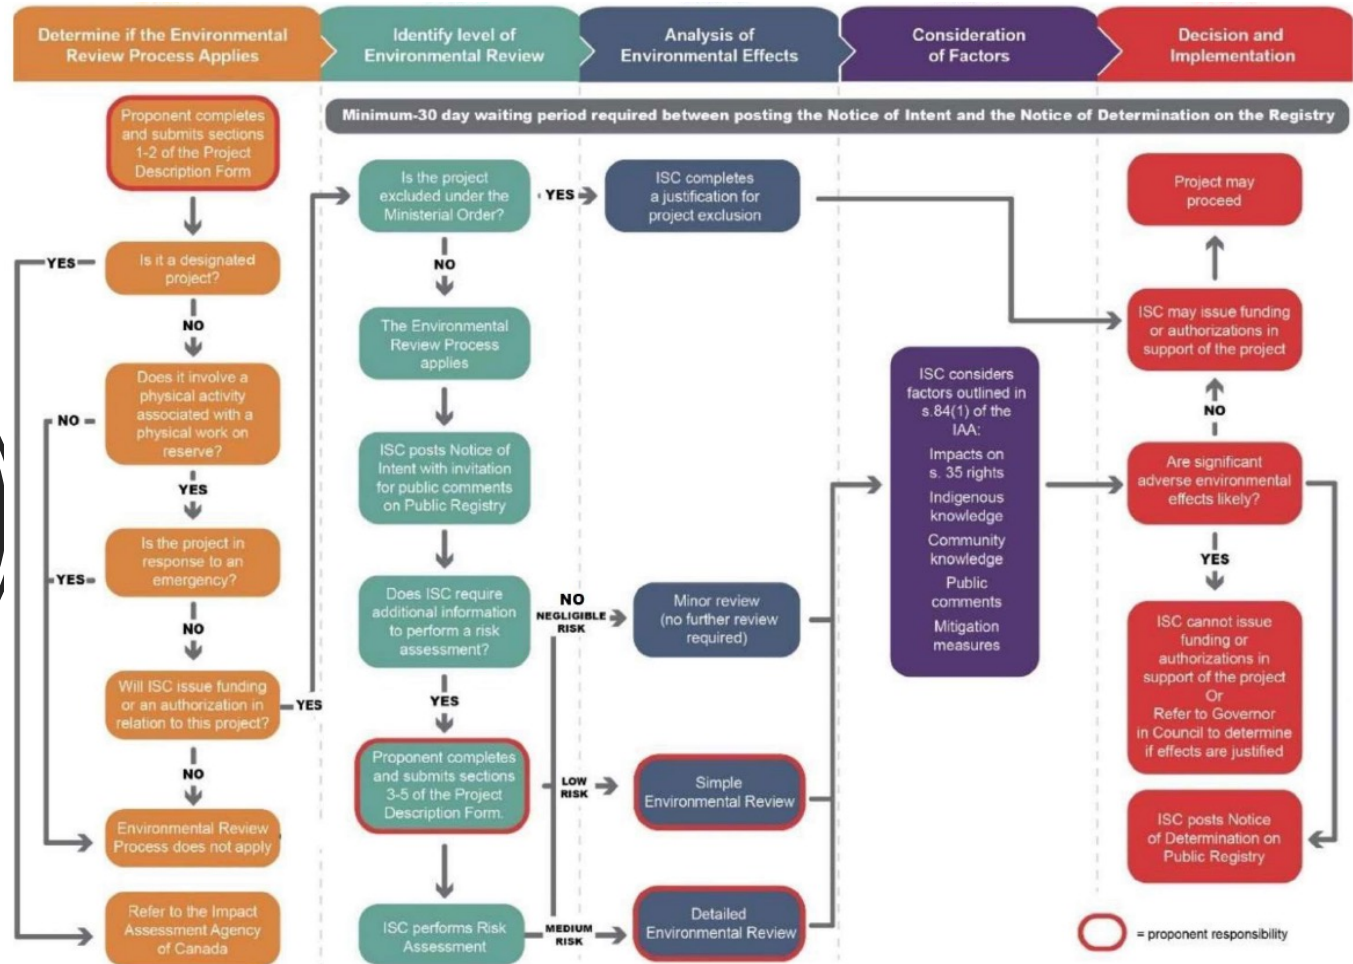 Determine if the Environmental
Review Process Applies
Identify level of
Environmental Review
Analysis of
Environmental Effects
Consideration
of Factors
Decision and
Implementation
Minimum-30 day waiting period required between posting the Notice of Intent and the Notice of Determination on the Registry
Proponent completes
and submits sections
1-2 of the Project
Description Form
Is it a designated
project?
YES
NO
Does it involve a
physical activity
associated with a
physical work on
reserve?
NO
YES
Is the project in
response to an
emergency?
YES
NO
Will ISC issue funding
or an authorization in
relation to this project?
YES
NO
Environmental Review
Process does not apply
Refer to the Impact
Assessment Agency
of Canada
Is the project
excluded under the
Ministerial Order?
YES
NO
The Environmental
Review Process
applies
ISC posts Notice of
Intent with invitation
for public comments
on Public Registry
Does ISC require
additional information
to perform a risk
assessment?
NO
NEGLIGIBLE
RISK
YES
Proponent completes
and submits sections
3-5 of the Project
Description Form.
LOW
RISK
ISC performs Risk
Assessment
MEDIUM
RISK
ISC completes
a justification for
project exclusion
Minor review
(no further review
required)
Simple
Environmental Review
Detailed
Environmental Review
ISC considers
factors outlined in
s.84(1) of the
IAA:
Impacts on
s. 35 rights
Indigenous
knowledge
Community
knowledge
Public
comments
Mitigation
measures
Project may
proceed
ISC may issue funding
or authorizations in
support of the project
NO
Are significant
adverse environmental
effects likely?
YES
ISC cannot issue
funding or
authorizations in
support of the project
Or
Refer to Governor
in Council to determine
if effects are justified
ISC posts Notice
of Determination on
Public Registry
= proponent responsibility